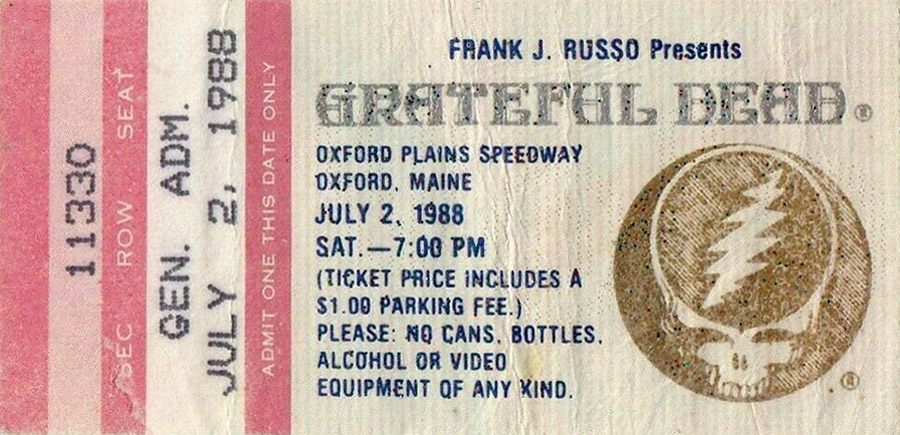 11330
SEC ROW SEAT
GEN. ADM.
JULY 2, 1988
ADMIT ONE THIS DATE ONLY
FRANK J. RUSSO Presents
GRATEFUL DEAD®
OXFORD PLAINS SPEEDWAY
OXFORD, MAINE
JULY 2, 1988
SAT.—7:00 PM
(TICKET PRICE INCLUDES A
$1.00 PARKING FEE.)
PLEASE: NO CANS, BOTTLES,
ALCOHOL OR VIDEO
EQUIPMENT OF ANY KIND.
®